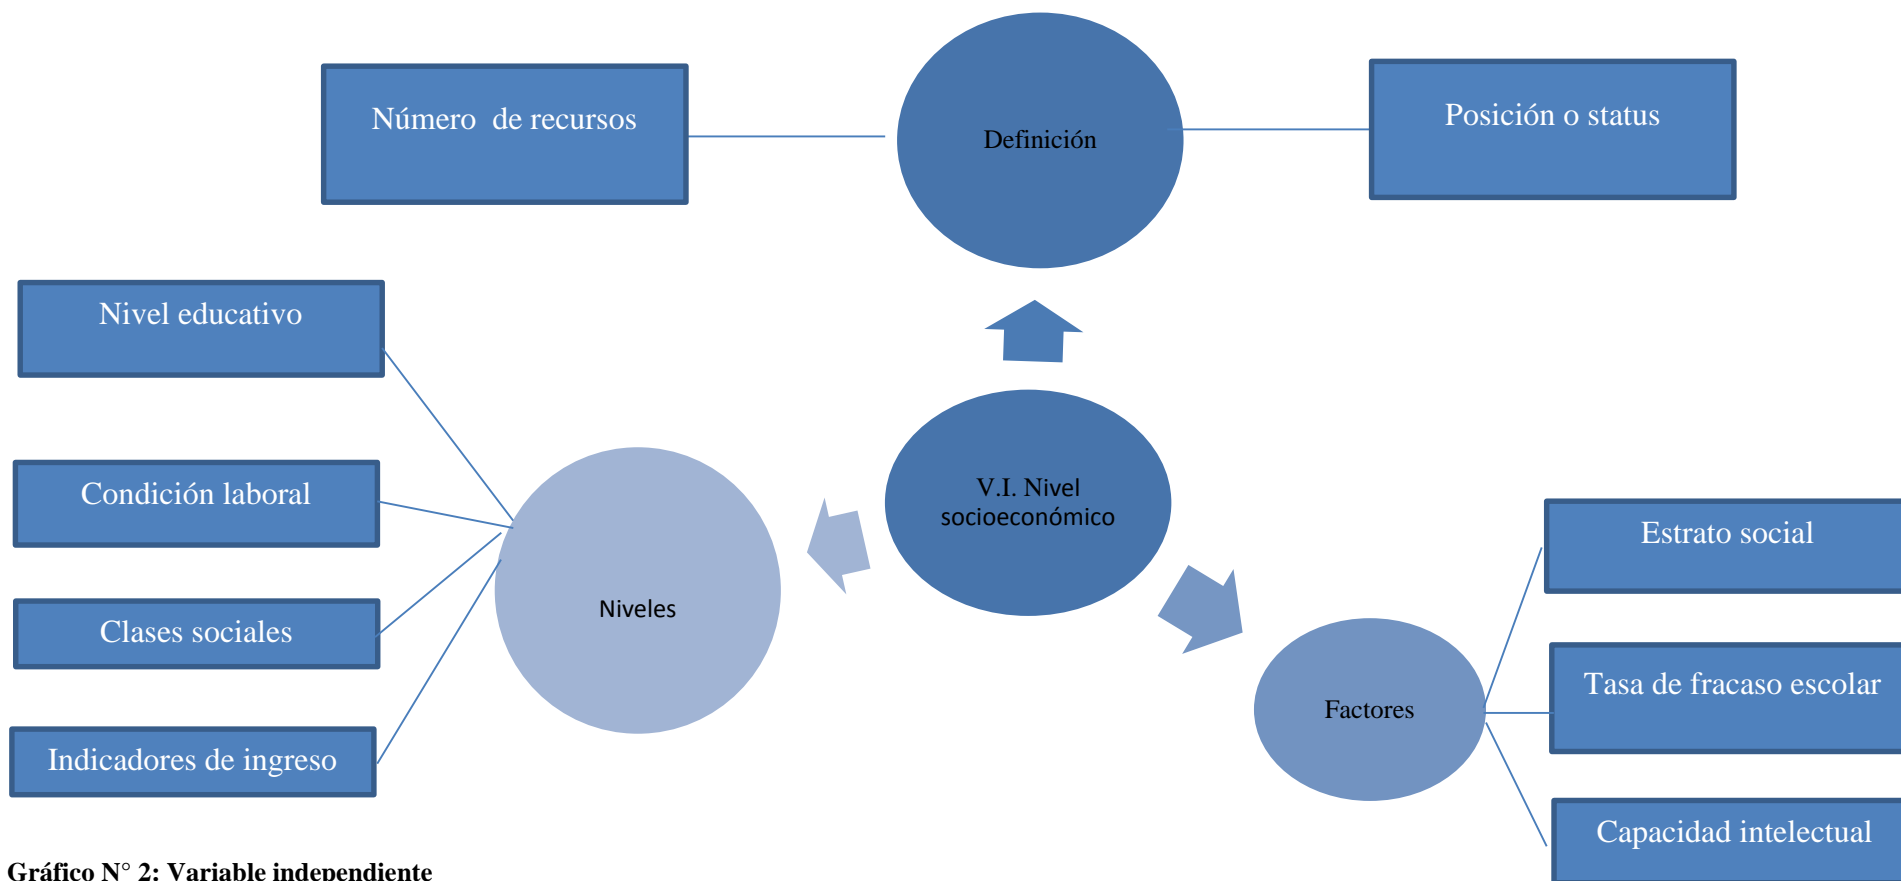 Número de recursos
Definición
Posición o status
Nivel educativo
Condición laboral
Clases sociales
Indicadores de ingreso
Niveles
V.I. Nivel
socioeconómico
Factores
Estrato social
Tasa de fracaso escolar
Capacidad intelectual
Gráfico N° 2: Variable independiente